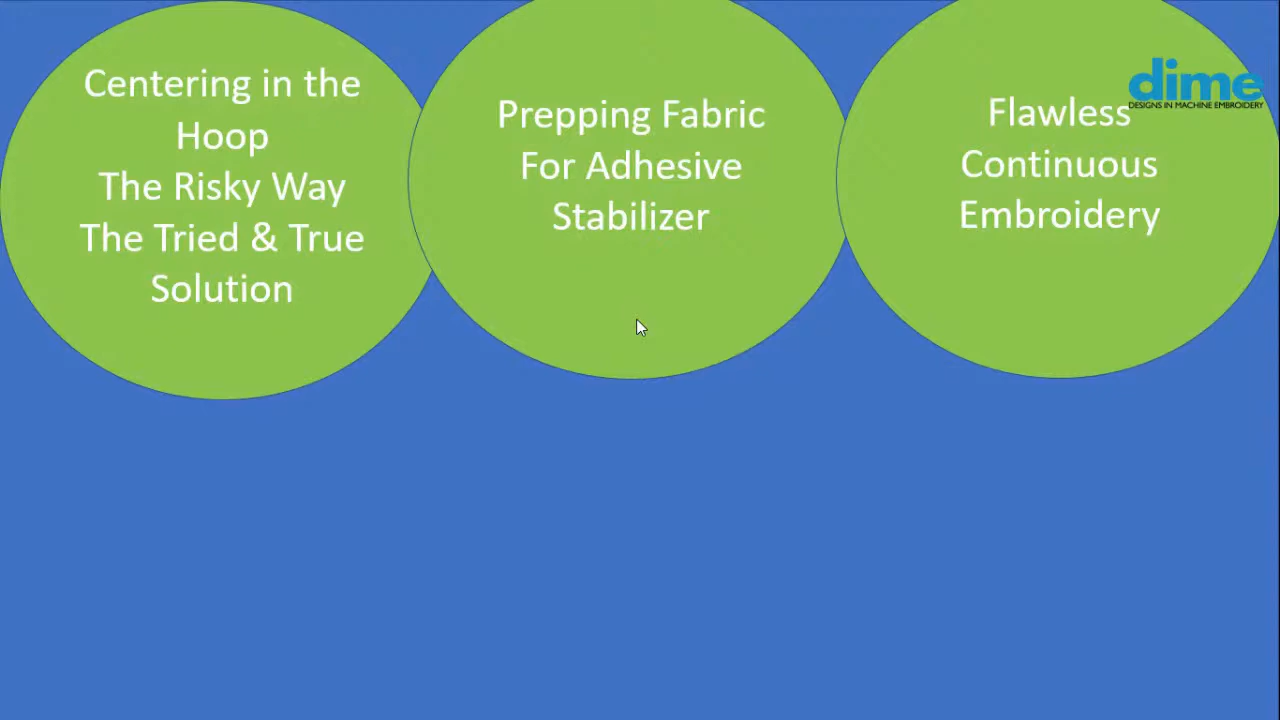 Centering in the
Hoop
The Risky Way
The Tried & True
Solution
Prepping Fabric
For Adhesive
Stabilizer
dime
DESIGNS IN MACHINE EMBROIDERY
Flawless
Continuous
Embroidery